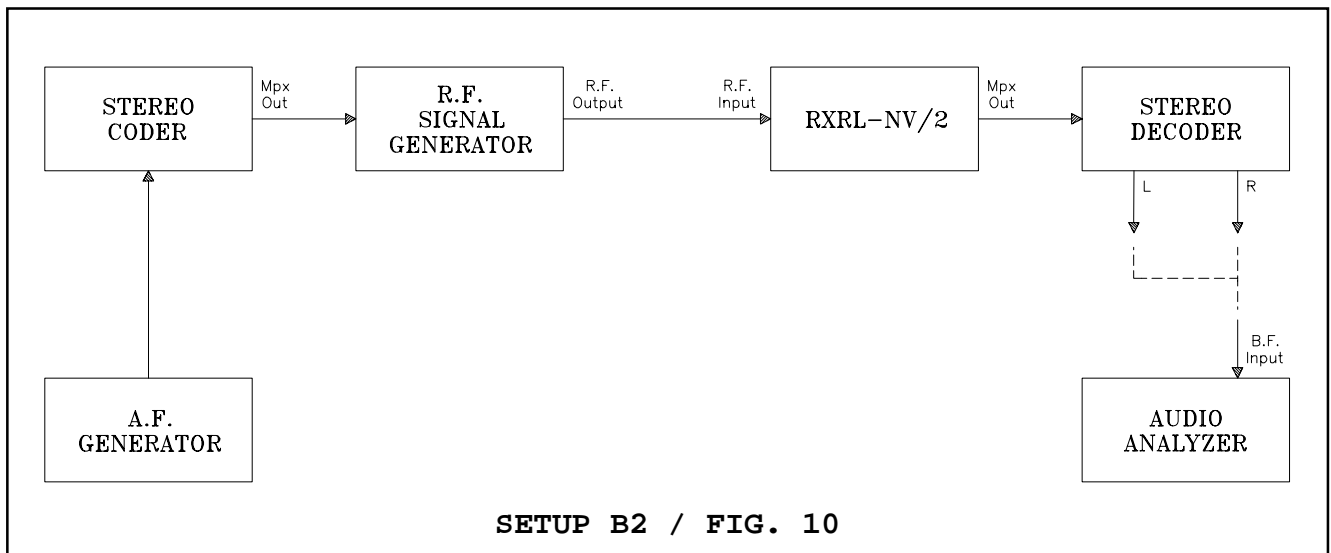 STEREO
CODER
Mpx
Out
R.F.
SIGNAL
GENERATOR
R.F.
Output
R.F.
Input
RXRL-NV/2
Mpx
Out
STEREO
DECODER
L
R
B.F.
Input
A.F.
GENERATOR
AUDIO
ANALYZER
SETUP B2 / FIG. 10